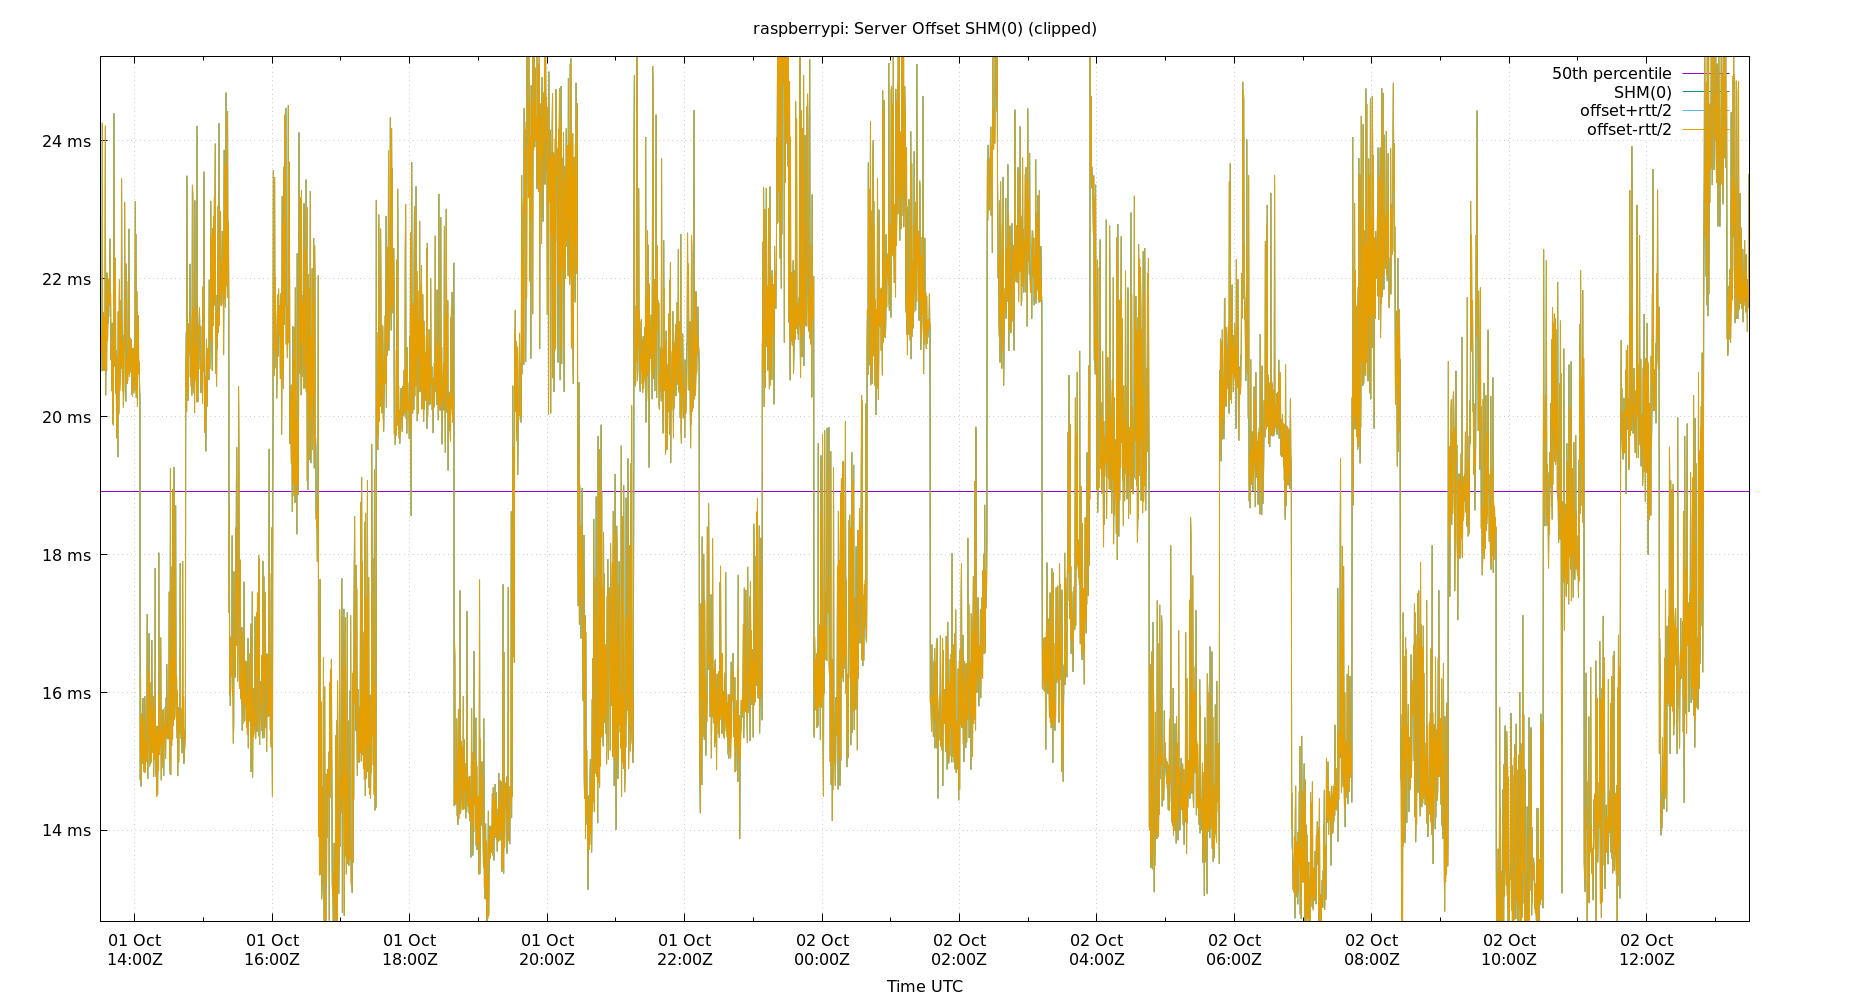 raspberrypi: Server Offset SHM(0) (clipped)
50th percentile
SHM(0)
offset+rtt/2
offset-rtt/2
24 ms
22 ms
20 ms
18 ms
16 ms
14 ms
01 Oct 01 Oct 01 Oct 01 Oct 01 Oct 02 Oct 02 Oct 02 Oct 02 Oct 02 Oct 02 Oct 02 Oct
14:00Z 16:00Z 18:00Z 20:00Z 22:00Z 00:00Z 02:00Z 04:00Z 06:00Z 08:00Z 10:00Z 12:00Z
Time UTC